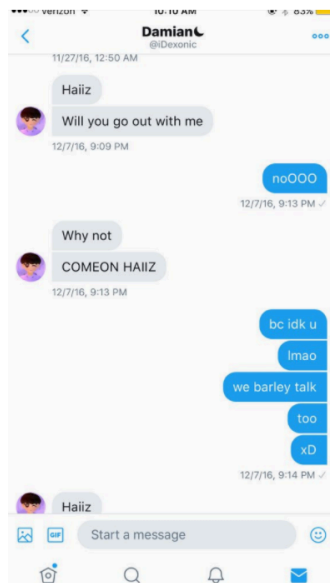 Verizon
10:10 AM
83%
Damian
@iDexonic
11/27/16, 12:50 AM
Haiiz
Will you go out with me
12/7/16, 9:09 PM
noOOO
12/7/16, 9:13 PM
Why not
COMEON HAIIZ
12/7/16, 9:13 PM
bc idk u
lmao
we barley talk
too
xD
12/7/16, 9:14 PM
Haiiz
GIF
Start a message